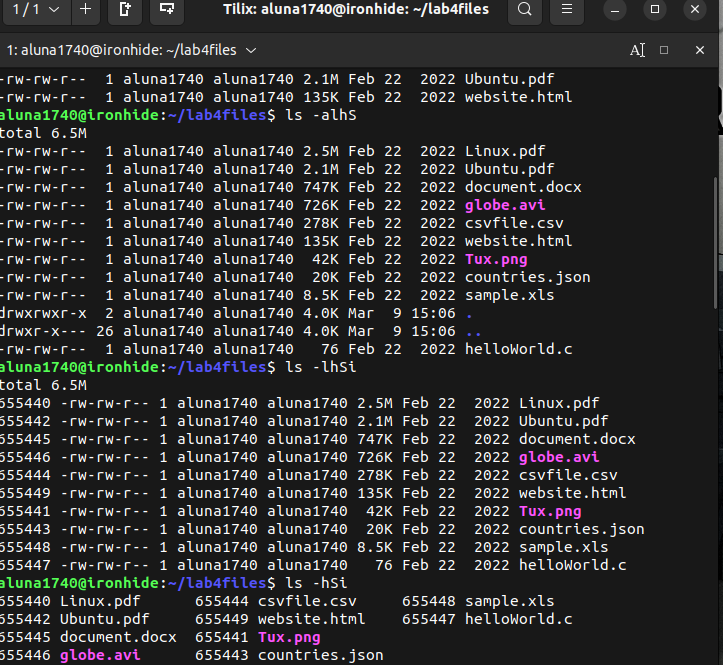 1 / 1 Tilix: aluna1740@ironhide: ~/lab4files
1: aluna1740@ironhide: ~/lab4files
-rw-rw-r-- 1 aluna1740 aluna1740 2.1M Feb 22 2022 Ubuntu.pdf
-rw-rw-r-- 1 aluna1740 aluna1740 135K Feb 22 2022 website.html
aluna1740@ironhide:~/lab4files$ ls -alhS
total 6.5M
-rw-rw-r-- 1 aluna1740 aluna1740 2.5M Feb 22 2022 Linux.pdf
-rw-rw-r-- 1 aluna1740 aluna1740 2.1M Feb 22 2022 Ubuntu.pdf
-rw-rw-r-- 1 aluna1740 aluna1740 747K Feb 22 2022 document.docx
-rw-rw-r-- 1 aluna1740 aluna1740 726K Feb 22 2022 globe.avi
-rw-rw-r-- 1 aluna1740 aluna1740 278K Feb 22 2022 csvfile.csv
-rw-rw-r-- 1 aluna1740 aluna1740 135K Feb 22 2022 website.html
-rw-rw-r-- 1 aluna1740 aluna1740 42K Feb 22 2022 Tux.png
-rw-rw-r-- 1 aluna1740 aluna1740 20K Feb 22 2022 countries.json
-rw-rw-r-- 1 aluna1740 aluna1740 8.5K Feb 22 2022 sample.xls
drwxrwxr-x 2 aluna1740 aluna1740 4.0K Mar 9 15:06 .
drwxr-x--- 26 aluna1740 aluna1740 4.0K Mar 9 15:06 ..
-rw-rw-r-- 1 aluna1740 aluna1740 76 Feb 22 2022 helloWorld.c
aluna1740@ironhide:~/lab4files$ ls -lhSi
total 6.5M
655440 -rw-rw-r-- 1 aluna1740 aluna1740 2.5M Feb 22 2022 Linux.pdf
655442 -rw-rw-r-- 1 aluna1740 aluna1740 2.1M Feb 22 2022 Ubuntu.pdf
655445 -rw-rw-r-- 1 aluna1740 aluna1740 747K Feb 22 2022 document.docx
655446 -rw-rw-r-- 1 aluna1740 aluna1740 726K Feb 22 2022 globe.avi
655444 -rw-rw-r-- 1 aluna1740 aluna1740 278K Feb 22 2022 csvfile.csv
655449 -rw-rw-r-- 1 aluna1740 aluna1740 135K Feb 22 2022 website.html
655441 -rw-rw-r-- 1 aluna1740 aluna1740 42K Feb 22 2022 Tux.png
655443 -rw-rw-r-- 1 aluna1740 aluna1740 20K Feb 22 2022 countries.json
655448 -rw-rw-r-- 1 aluna1740 aluna1740 8.5K Feb 22 2022 sample.xls
655447 -rw-rw-r-- 1 aluna1740 aluna1740 76 Feb 22 2022 helloWorld.c
aluna1740@ironhide:~/lab4files$ ls -hSi
655440 Linux.pdf 655444 csvfile.csv 655448 sample.xls
655442 Ubuntu.pdf 655449 website.html 655447 helloWorld.c
655445 document.docx 655441 Tux.png
655446 globe.avi 655443 countries.json